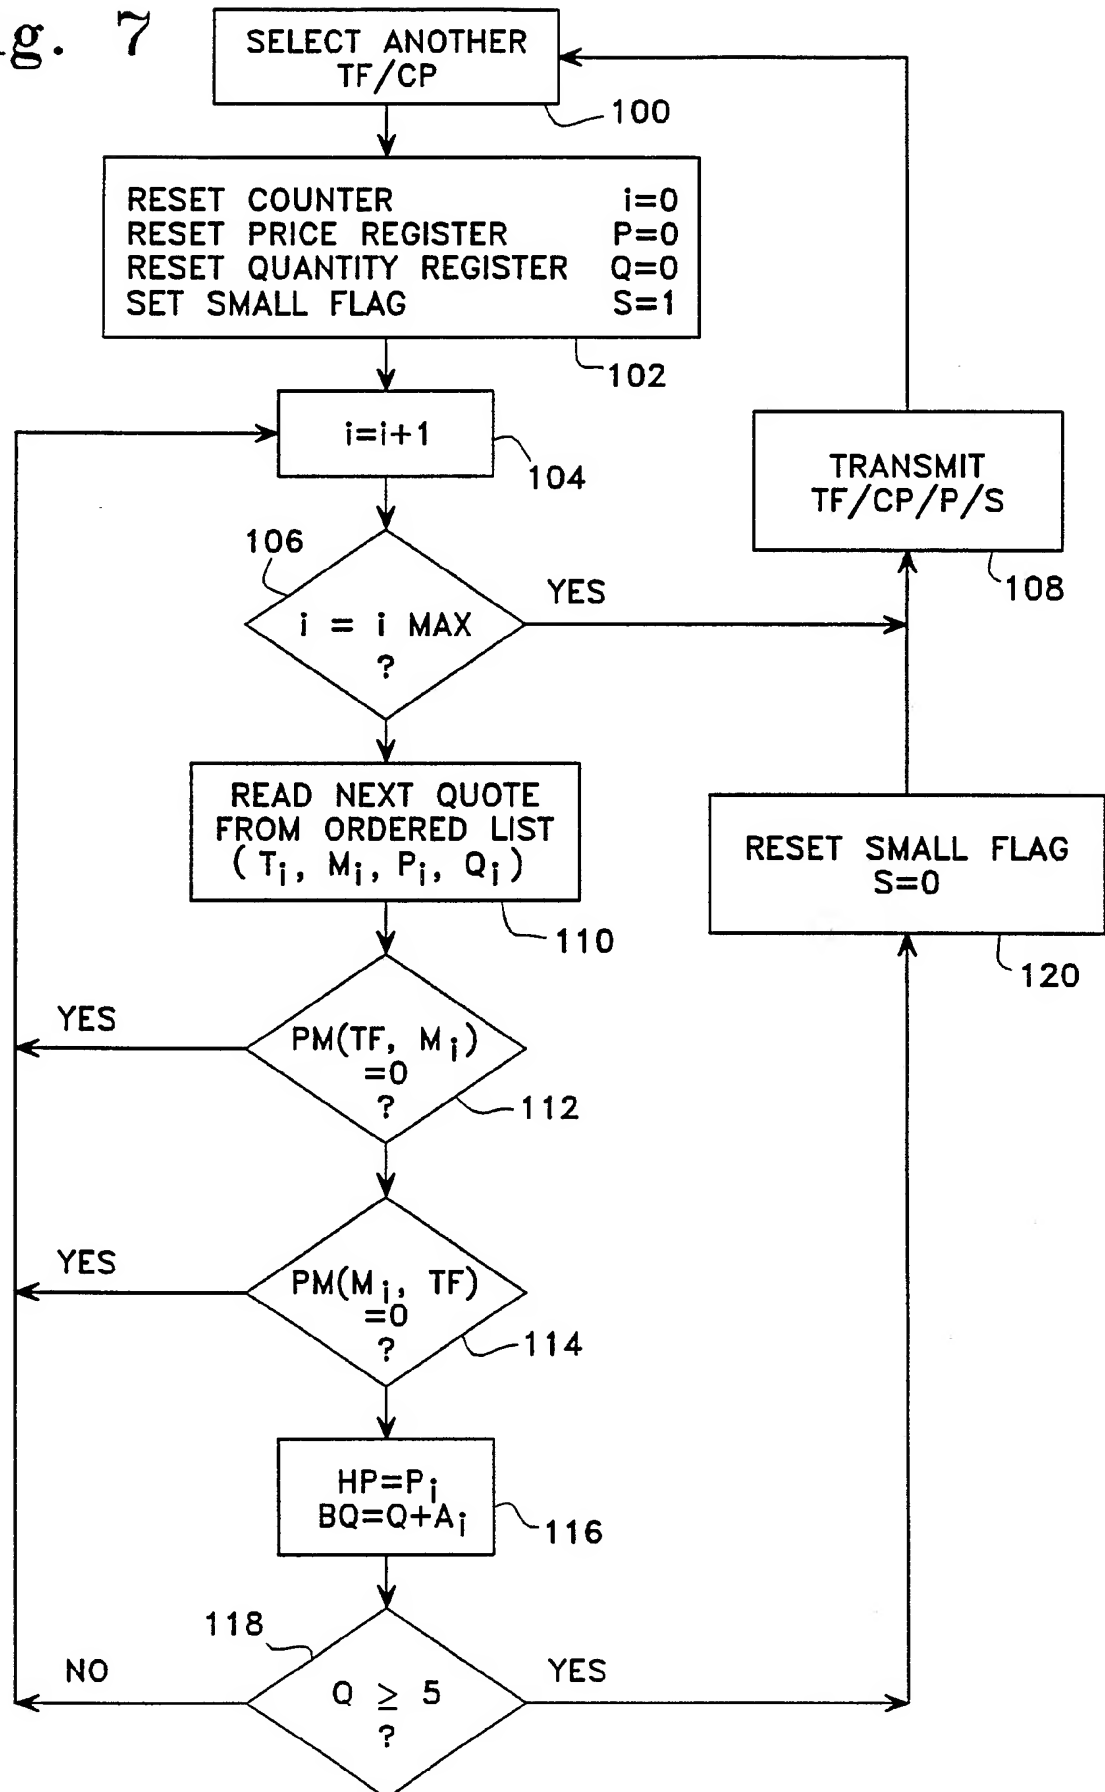 g. 7
SELECT ANOTHER
TF/CP
100
RESET COUNTER i=0
RESET PRICE REGISTER P=0
RESET QUANTITY REGISTER Q=0
SET SMALL FLAG S=1
102
i=i+1
104
TRANSMIT
TF/CP/P/S
108
106
i = i MAX
?
YES
READ NEXT QUOTE
FROM ORDERED LIST
( Ti, Mi, Pi, Qi )
110
RESET SMALL FLAG
S=0
120
YES
PM(TF, Mi)
=0
?
112
YES
PM(Mi, TF)
=0
?
114
HP=Pi
BQ=Q+Ai
116
118
NO
Q ≥ 5
?
YES